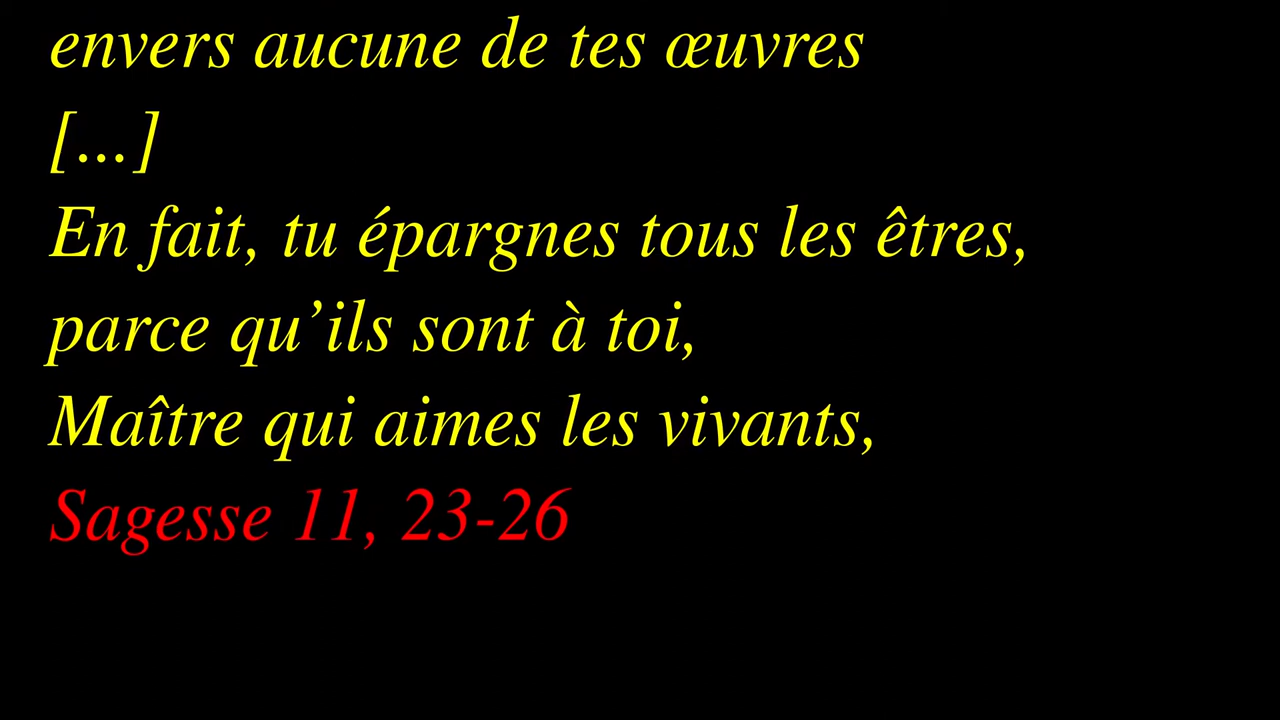 envers aucune de tes œuvres
[...]
En fait, tu épargnes tous les êtres,
parce qu’ils sont à toi,
Maître qui aimes les vivants,
Sagesse 11, 23-26